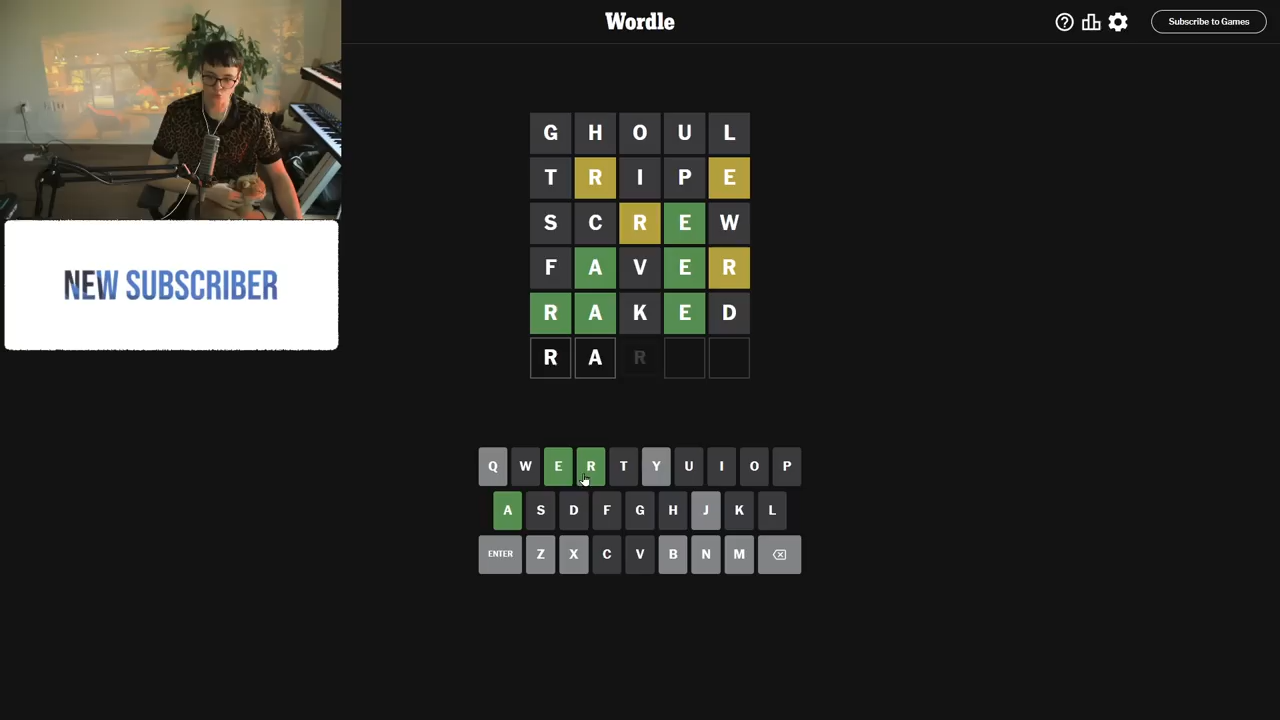 Wordle
Subscribe to Games
NEW SUBSCRIBER
G H O U L
T R I P E
S C R E W
F A V E R
R A K E D
R A R
Q W E R T Y U I O P
A S D F G H J K L
ENTER Z X C V B N M